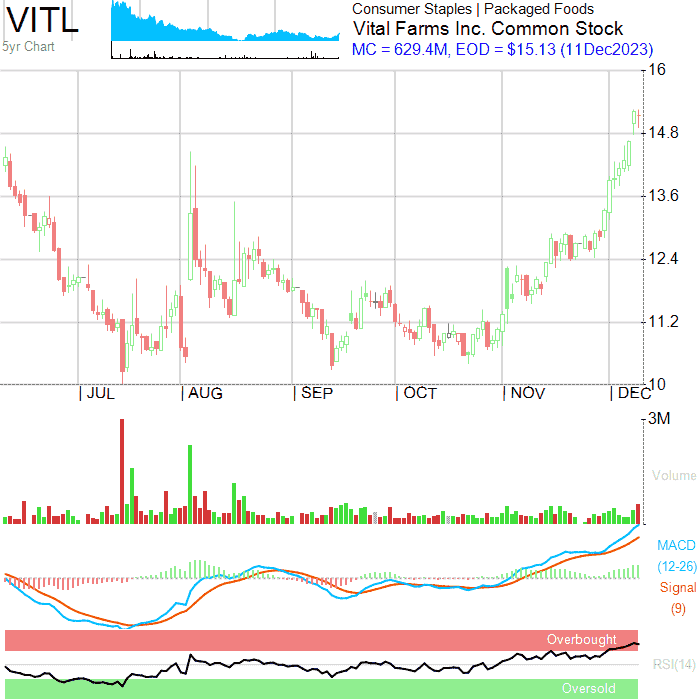 VITL
5yr Chart
Consumer Staples | Packaged Foods
Vital Farms Inc. Common Stock
MC = 629.4M, EOD = $15.13 (11Dec2023)
16
14.8
13.6
12.4
11.2
10
| JUL | AUG | SEP | OCT | NOV | DEC
3M
Volume
MACD
(12-26)
Signal
(9)
Overbought
RSI(14)
Oversold